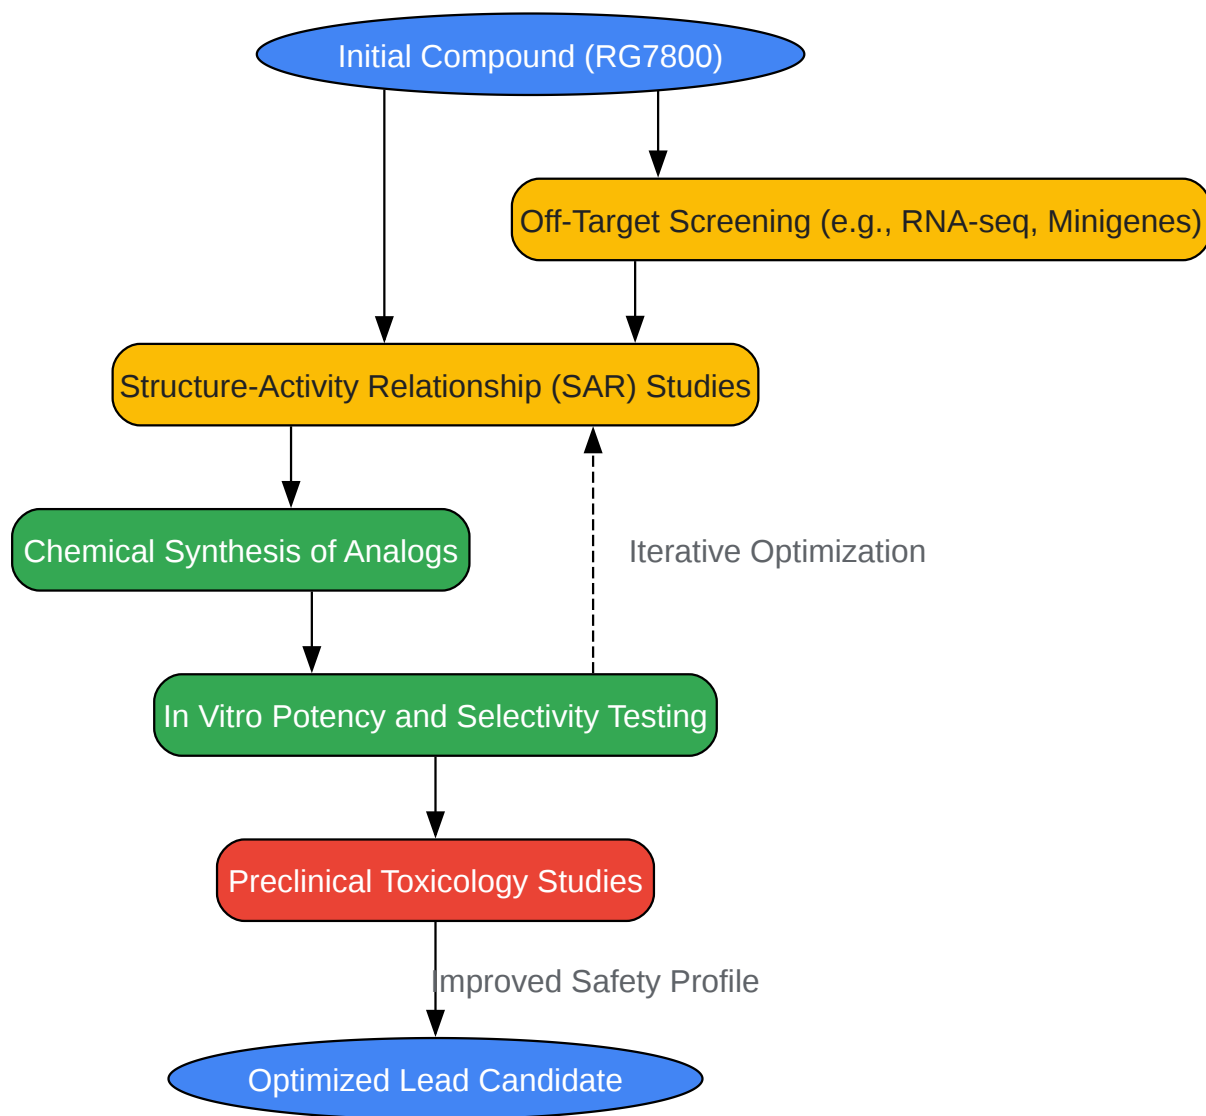 Initial Compound (RG7800)
Off-Target Screening (e.g., RNA-seq, Minigenes)
Structure-Activity Relationship (SAR) Studies
Chemical Synthesis of Analogs
Iterative Optimization
In Vitro Potency and Selectivity Testing
Preclinical Toxicology Studies
Improved Safety Profile
Optimized Lead Candidate